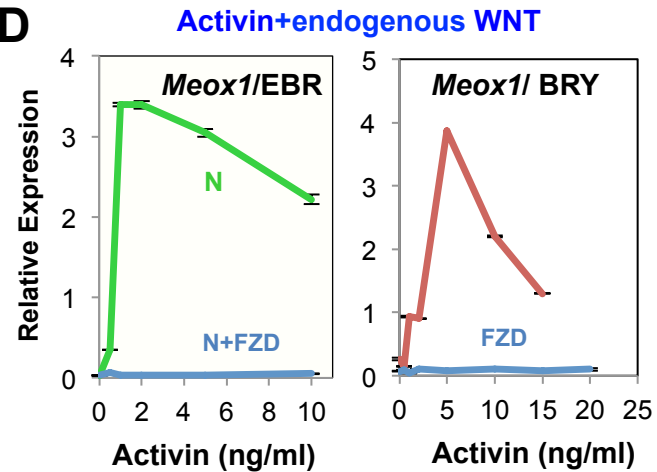 D
Activin+endogenous WNT
Relative Expression
Meox1/EBR
N
N+FZD
4
3
2
1
0
0 2 4 6 8 10
Activin (ng/ml)
Meox1/ BRY
FZD
5
4
3
2
1
0
0 5 10 15 20 25
Activin (ng/ml)